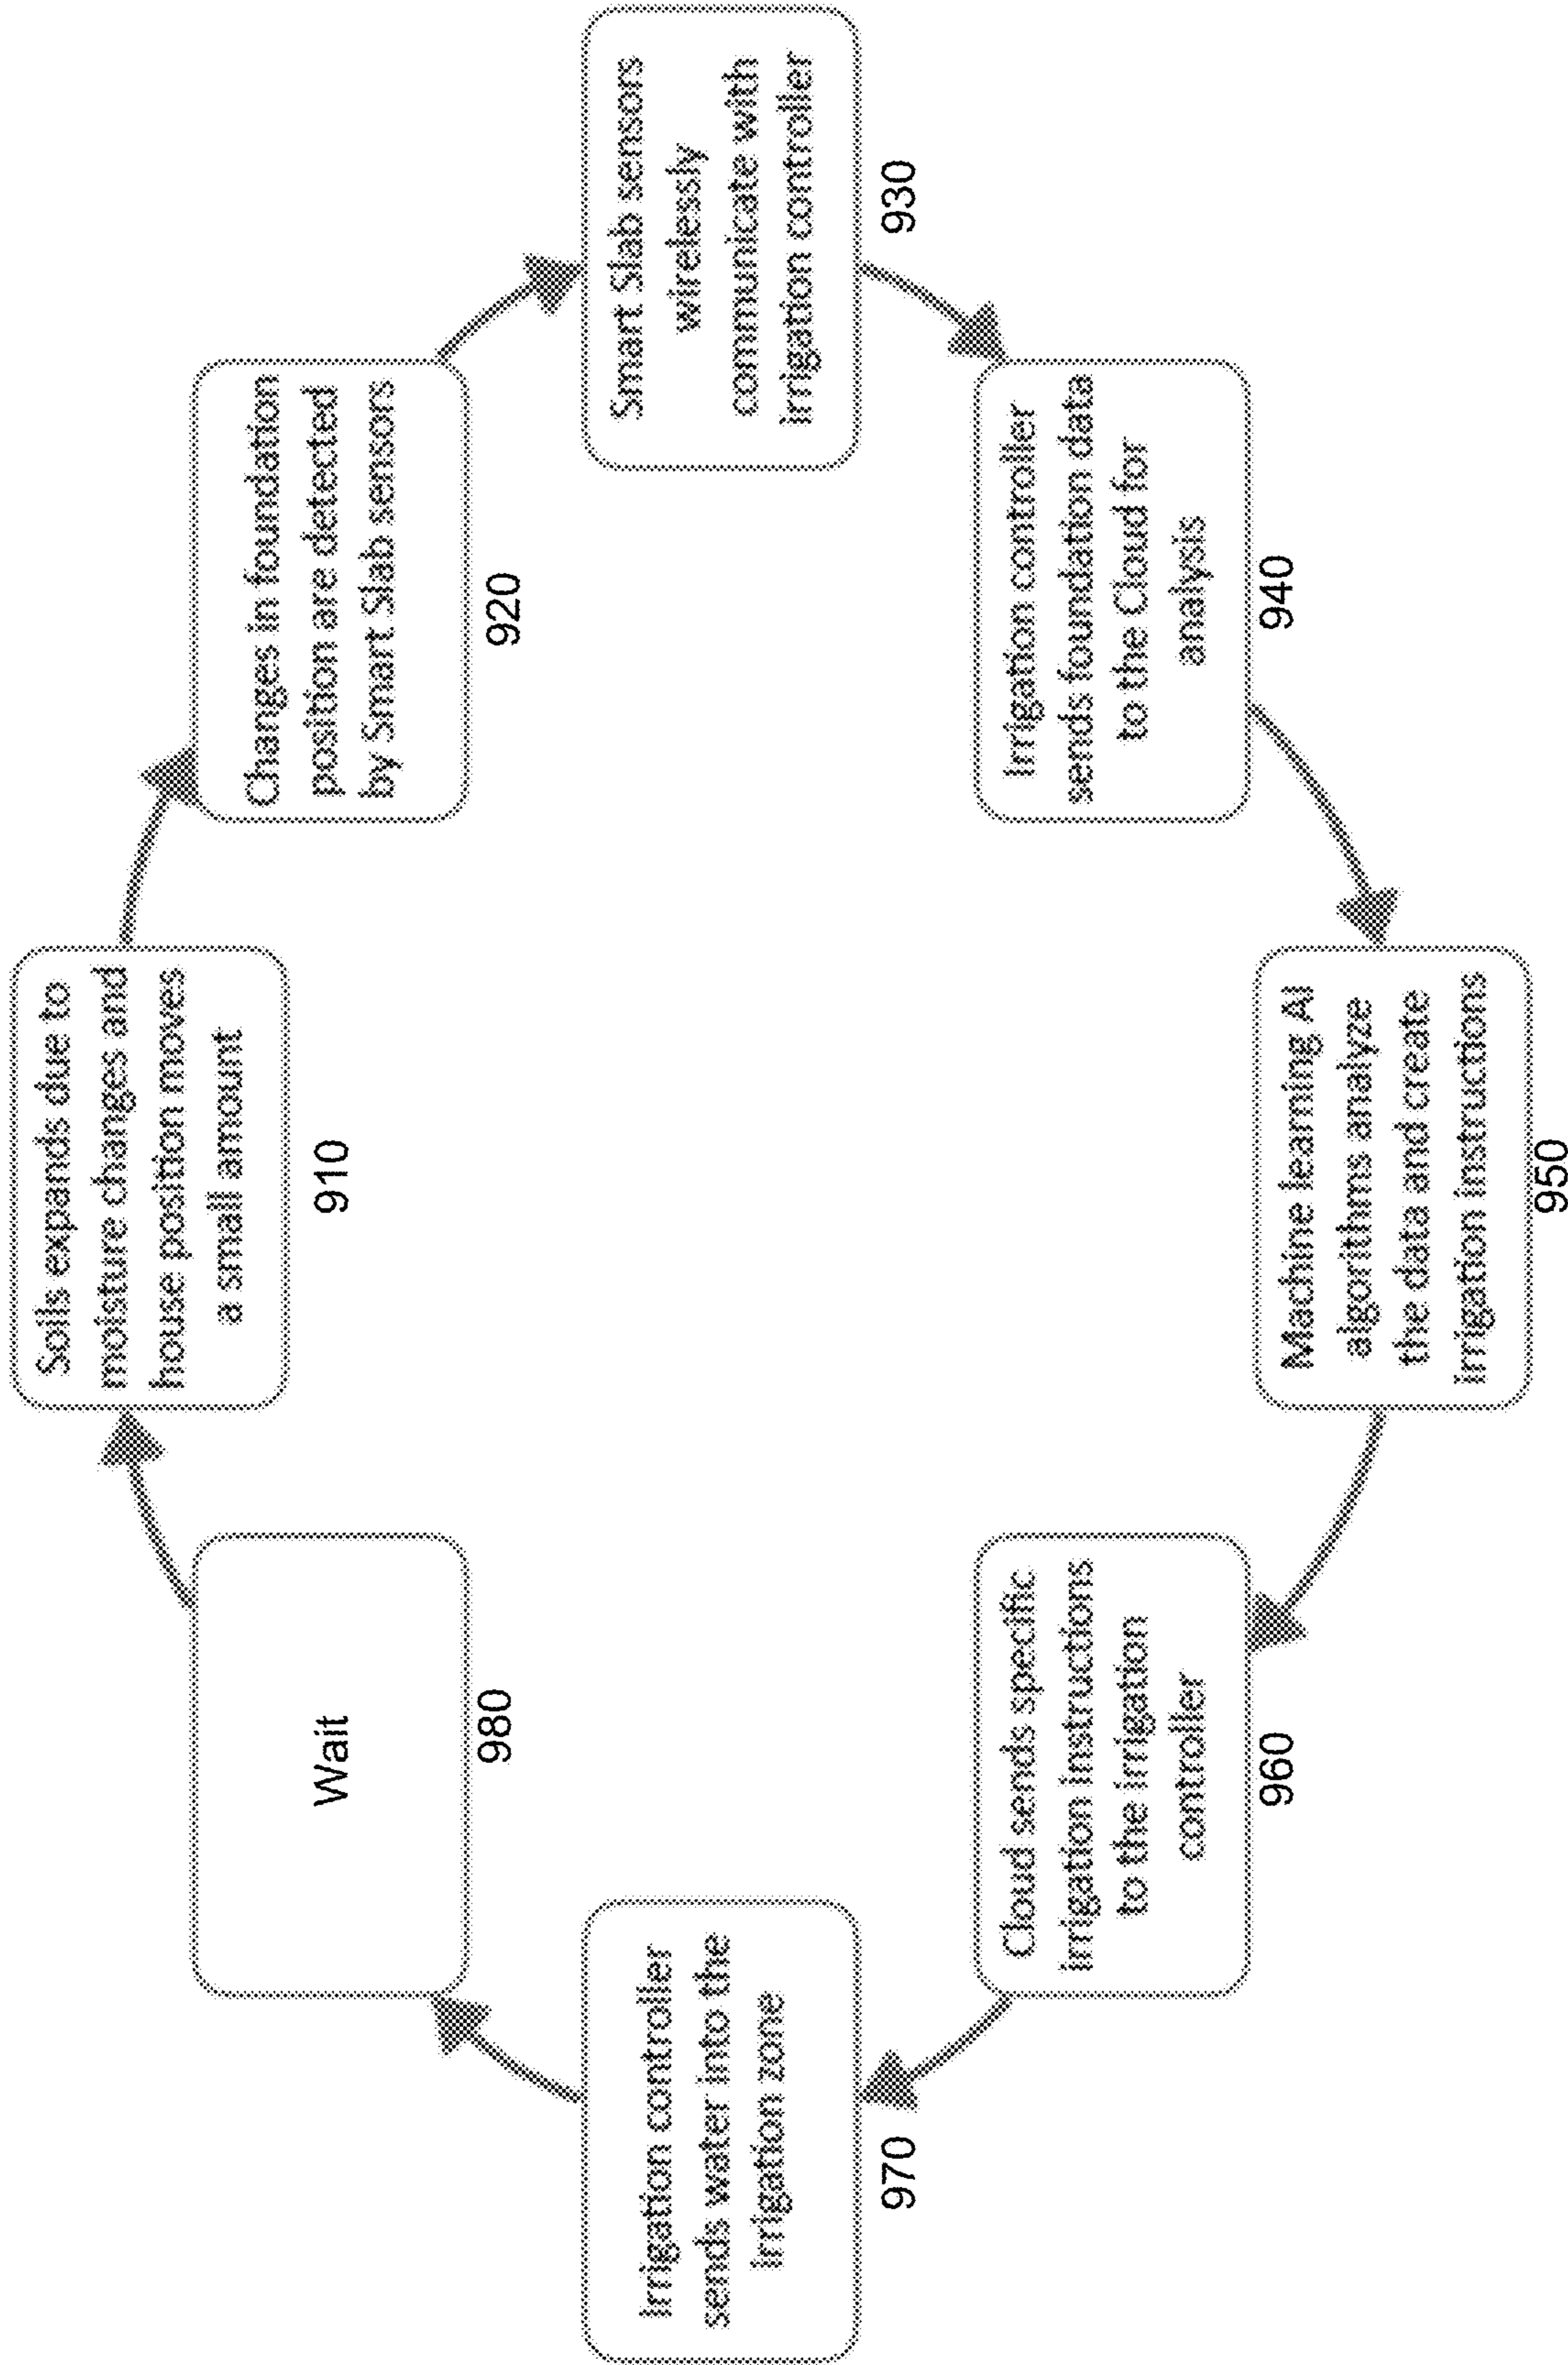 Soils expands due to
moisture changes and
house position moves
a small amount
910
Changes in foundation
position are detected
by Smart Slab sensors
920
Smart Slab sensors
wirelessly
communicate with
irrigation controller
930
Irrigation controller
sends foundation data
to the Cloud for
analysis
940
Machine learning AI
algorithms analyze
the data and create
irrigation instructions
950
Cloud sends specific
irrigation instructions
to the irrigation
controller
960
Irrigation controller
sends water into the
irrigation zone
970
Wait
980